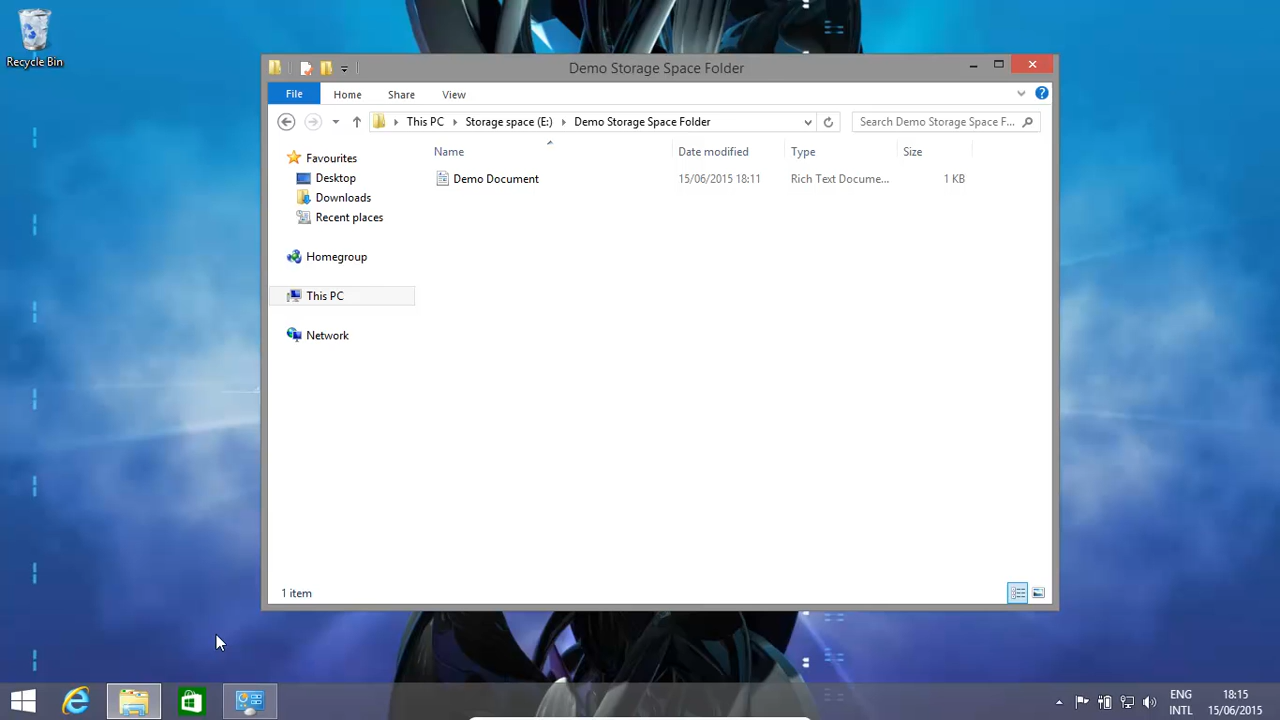 Recycle Bin
Demo Storage Space Folder
File Home Share View
This PC Storage space (E:) Demo Storage Space Folder
Search Demo Storage Space F...
Name Date modified Type Size
Demo Document 15/06/2015 18:11 Rich Text Docume... 1 KB
Favourites
Desktop
Downloads
Recent places
Homegroup
This PC
Network
1 item
ENG 18:15
INTL 15/06/2015